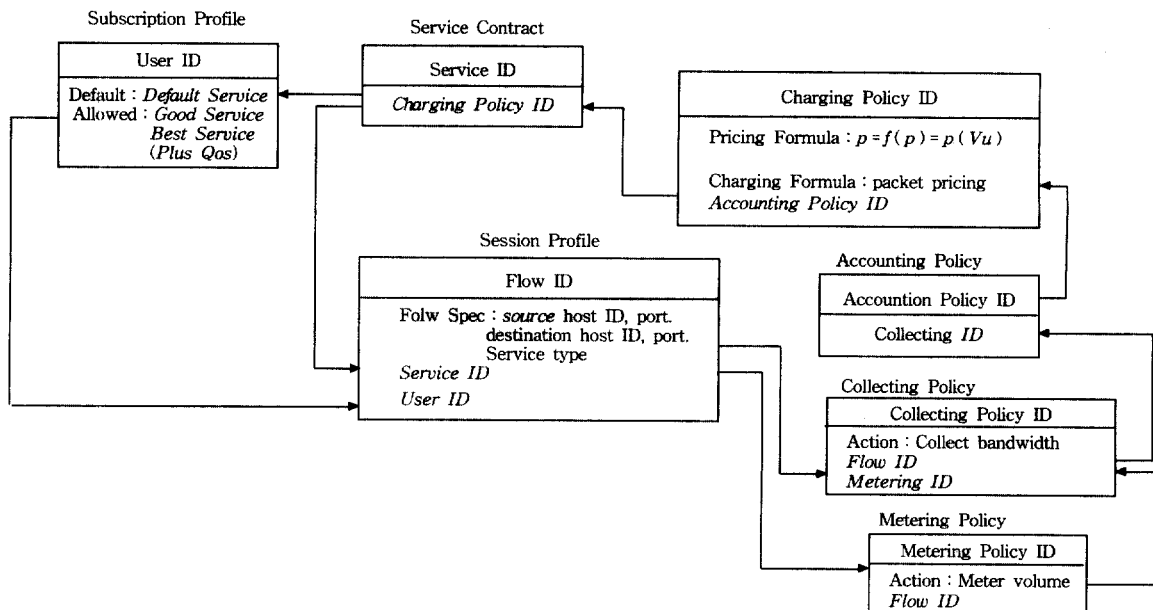 Subscription Profile
User ID
Default : Default Service
Allowed : Good Service
Best Service
(Plus Qos)
Service Contract
Service ID
Charging Policy ID
Charging Policy ID
Pricing Formula : p = f( p) = p( Vu )
Charging Formula : packet pricing
Accounting Policy ID
Session Profile
Flow ID
Folw Spec : source host ID, port.
destination host ID, port.
Service type
Service ID
User ID
Accounting Policy
Accountion Policy ID
Collecting ID
Collecting Policy
Collecting Policy ID
Action : Collect bandwidth
Flow ID
Metering ID
Metering Policy
Metering Policy ID
Action : Meter volume
Flow ID